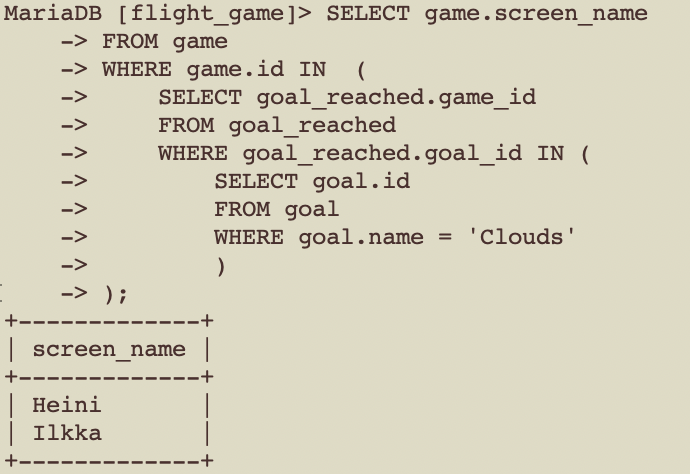 MariaDB [flight_game]> SELECT game.screen_name
    -> FROM game
    -> WHERE game.id IN  (
    ->     SELECT goal_reached.game_id
    ->     FROM goal_reached
    ->     WHERE goal_reached.goal_id IN (
    ->         SELECT goal.id
    ->         FROM goal
    ->         WHERE goal.name = 'Clouds'
    ->         )
    -> );
+-------------+
| screen_name |
+-------------+
| Heini       |
| Ilkka       |
+-------------+